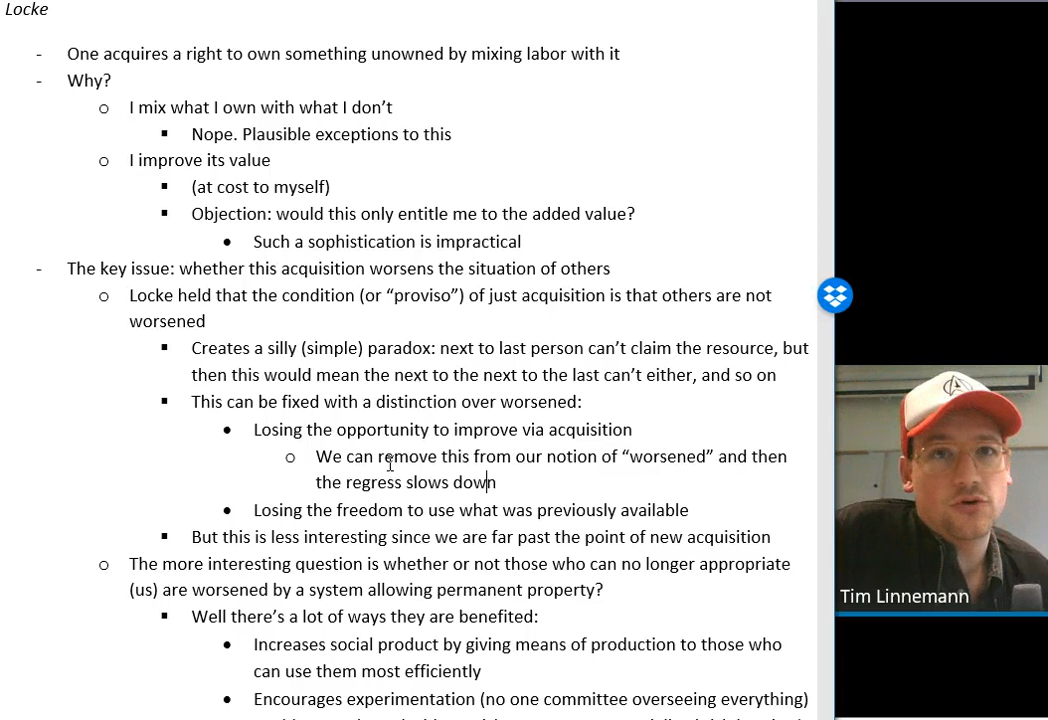 Locke
- One acquires a right to own something unowned by mixing labor with it
- Why?
o I mix what I own with what I don't
▪ Nope. Plausible exceptions to this
o I improve its value
▪ (at cost to myself)
▪ Objection: would this only entitle me to the added value?
• Such a sophistication is impractical
- The key issue: whether this acquisition worsens the situation of others
o Locke held that the condition (or “proviso”) of just acquisition is that others are not
worsened
▪ Creates a silly (simple) paradox: next to last person can't claim the resource, but
then this would mean the next to the next to the last can't either, and so on
▪ This can be fixed with a distinction over worsened:
• Losing the opportunity to improve via acquisition
o We can remove this from our notion of “worsened” and then
the regress slows down
• Losing the freedom to use what was previously available
▪ But this is less interesting since we are far past the point of new acquisition
o The more interesting question is whether or not those who can no longer appropriate
(us) are worsened by a system allowing permanent property?
▪ Well there's a lot of ways they are benefited:
• Increases social product by giving means of production to those who
can use them most efficiently
• Encourages experimentation (no one committee overseeing everything)
Tim Linnemann